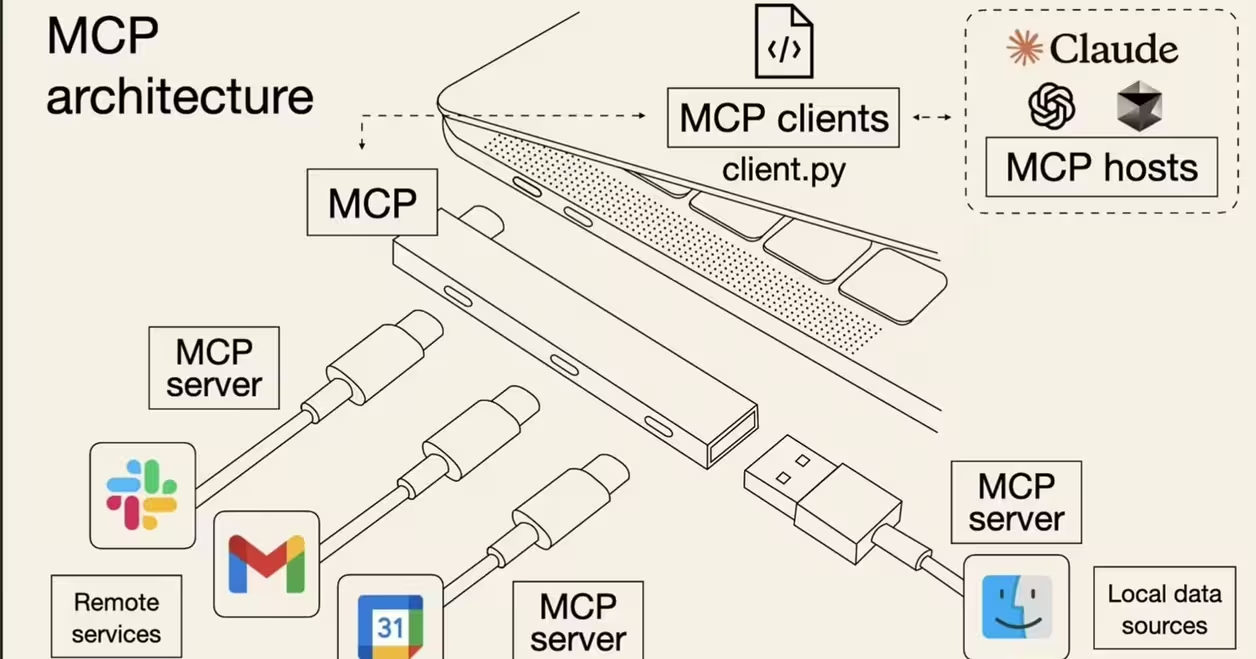 MCP
architecture
Claude
MCP clients
client.py
MCP hosts
MCP
MCP
server
MCP
server
Remote
services
31
MCP
server
Local data
sources